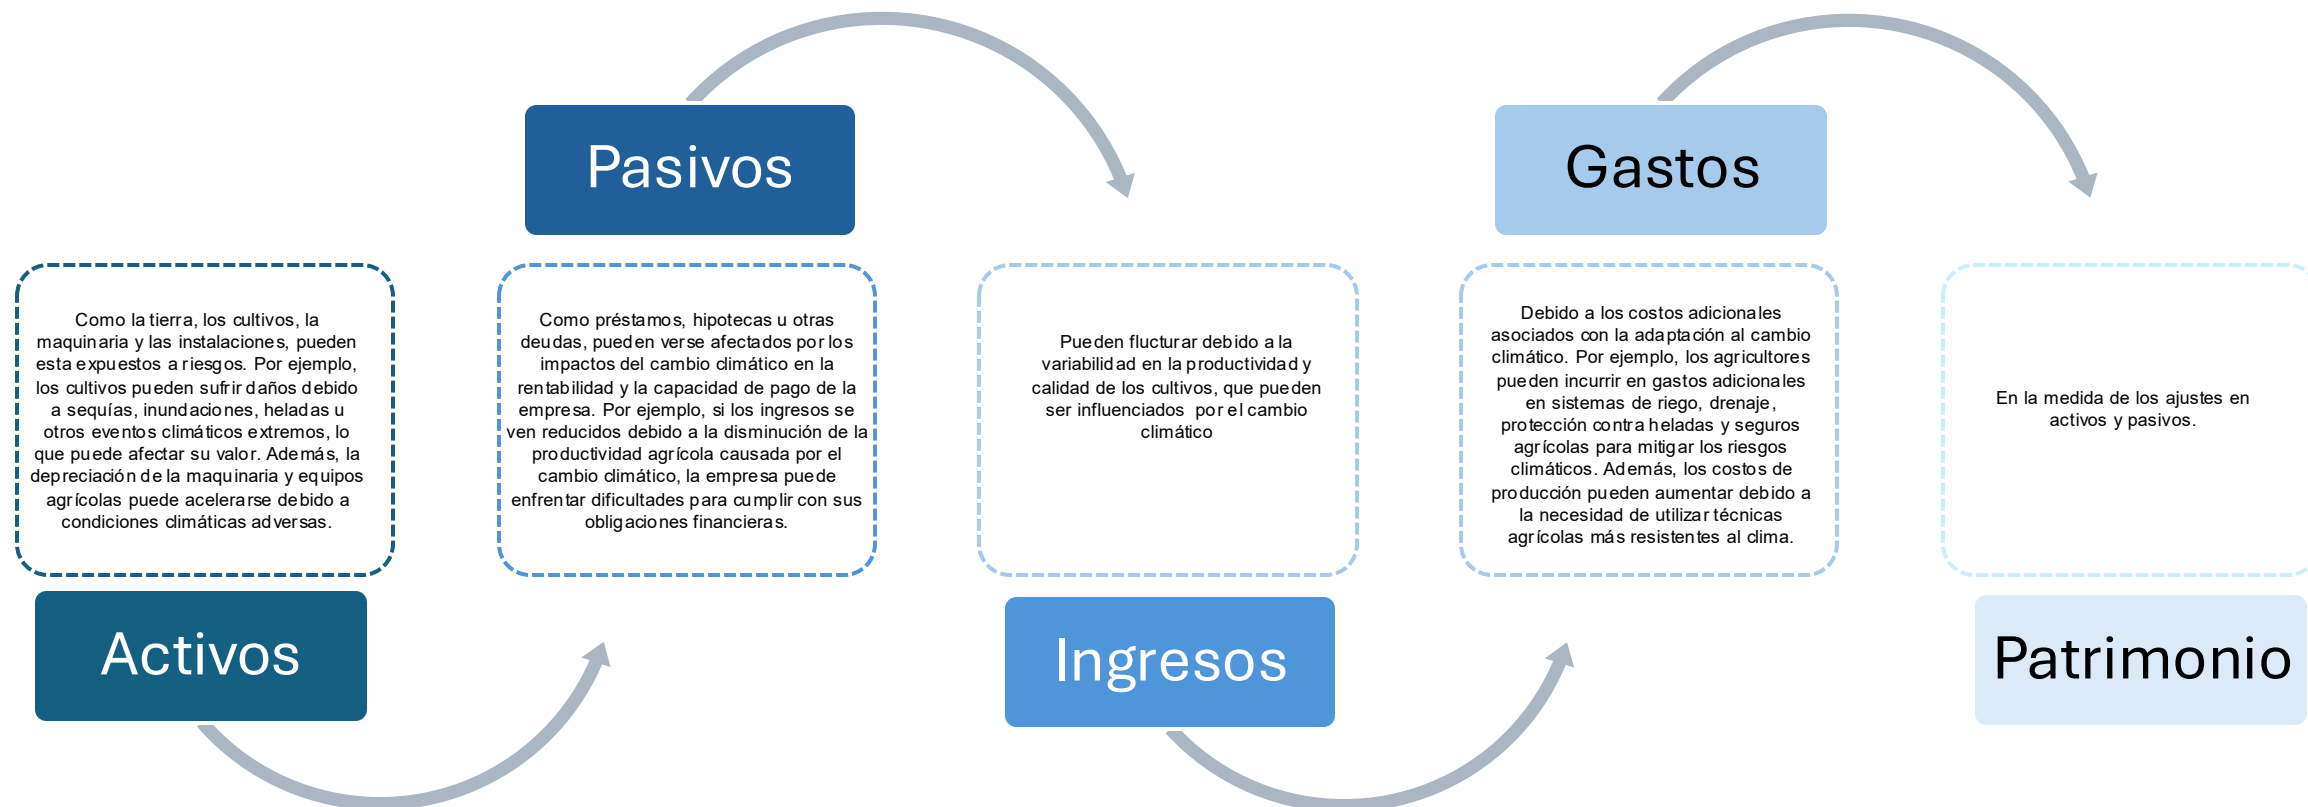 Como la tierra, los cultivos, la
maquinaria y las instalaciones, pueden
esta expuestos a riesgos. Por ejemplo,
los cultivos pueden sufrir daños debido
a sequías, inundaciones, heladas u
otros eventos climáticos extremos, lo
que puede afectar su valor. Además, la
depreciación de la maquinaria y equipos
agrícolas puede acelerarse debido a
condiciones climáticas adversas.
Activos
Pasivos
Como préstamos, hipotecas u otras
deudas, pueden verse afectados por los
impactos del cambio climático en la
rentabilidad y la capacidad de pago de la
empresa. Por ejemplo, si los ingresos se
ven reducidos debido a la disminución de la
productividad agrícola causada por el
cambio climático, la empresa puede
enfrentar dificultades para cumplir con sus
obligaciones financieras.
Pueden flucturar debido a la
variabilidad en la productividad y
calidad de los cultivos, que pueden
ser influenciados por el cambio
climático
Ingresos
Gastos
Debido a los costos adicionales
asociados con la adaptación al cambio
climático. Por ejemplo, los agricultores
pueden incurrir en gastos adicionales
en sistemas de riego, drenaje,
protección contra heladas y seguros
agrícolas para mitigar los riesgos
climáticos. Además, los costos de
producción pueden aumentar debido a
la necesidad de utilizar técnicas
agrícolas más resistentes al clima.
En la medida de los ajustes en
activos y pasivos.
Patrimonio